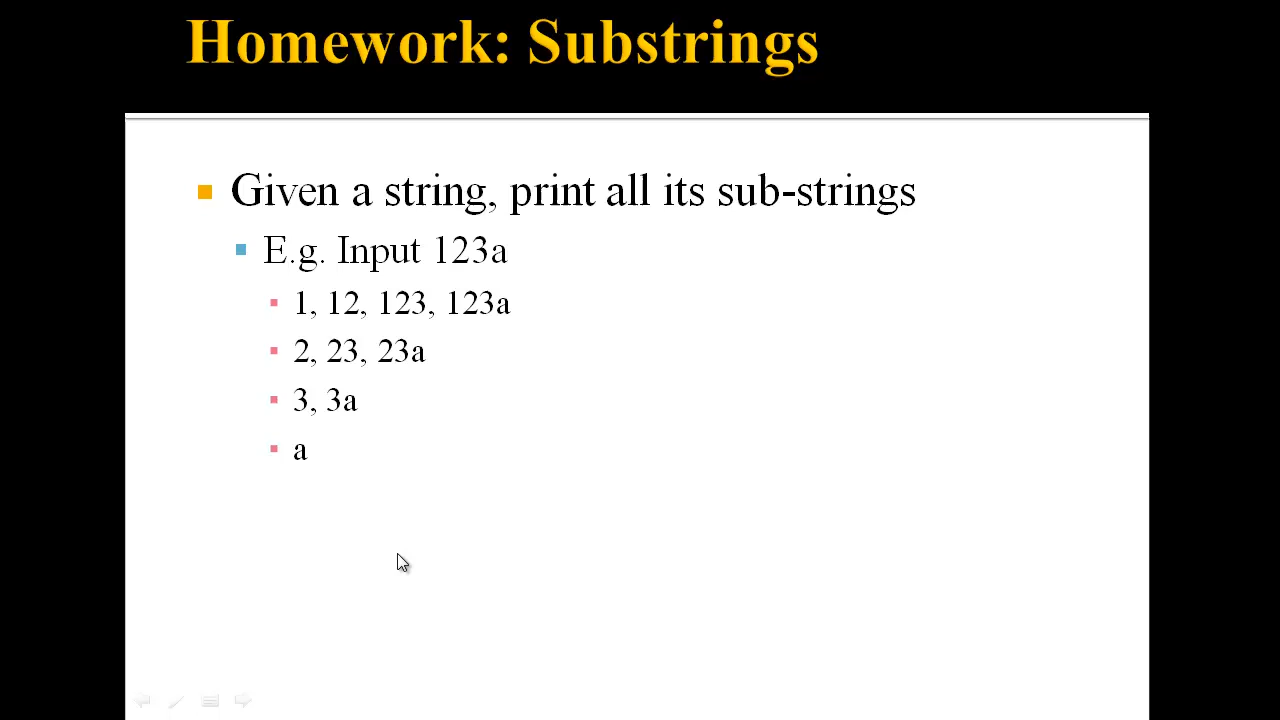 Homework: Substrings
Given a string, print all its sub-strings
E.g. Input 123a
1, 12, 123, 123a
2, 23, 23a
3, 3a
a